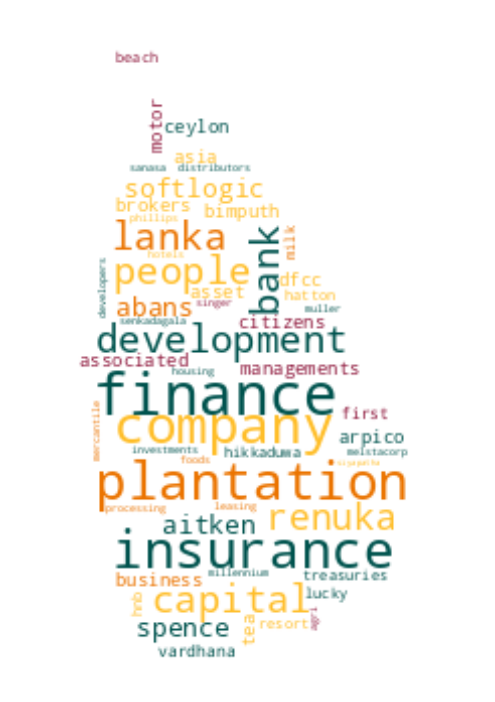 beach
motor
ceylon
asia
sanasa distributors
softlogic
brokers
bimputh
phillips
lanka
bank
milk
hotels
people
developers
dfcc
asset
hatton
singer
abans
muller
senkadagala
citizens
development
associated
managements
housing
finance
mercantile
first
company
arpico
investments
hikkaduwa
melstacorp
foods
siyapatha
plantation
processing
leasing
renuka
aitken
insurance
business
millennium
treasuries
hnb
capital
lucky
agri
tea
resort
spence
vardhana